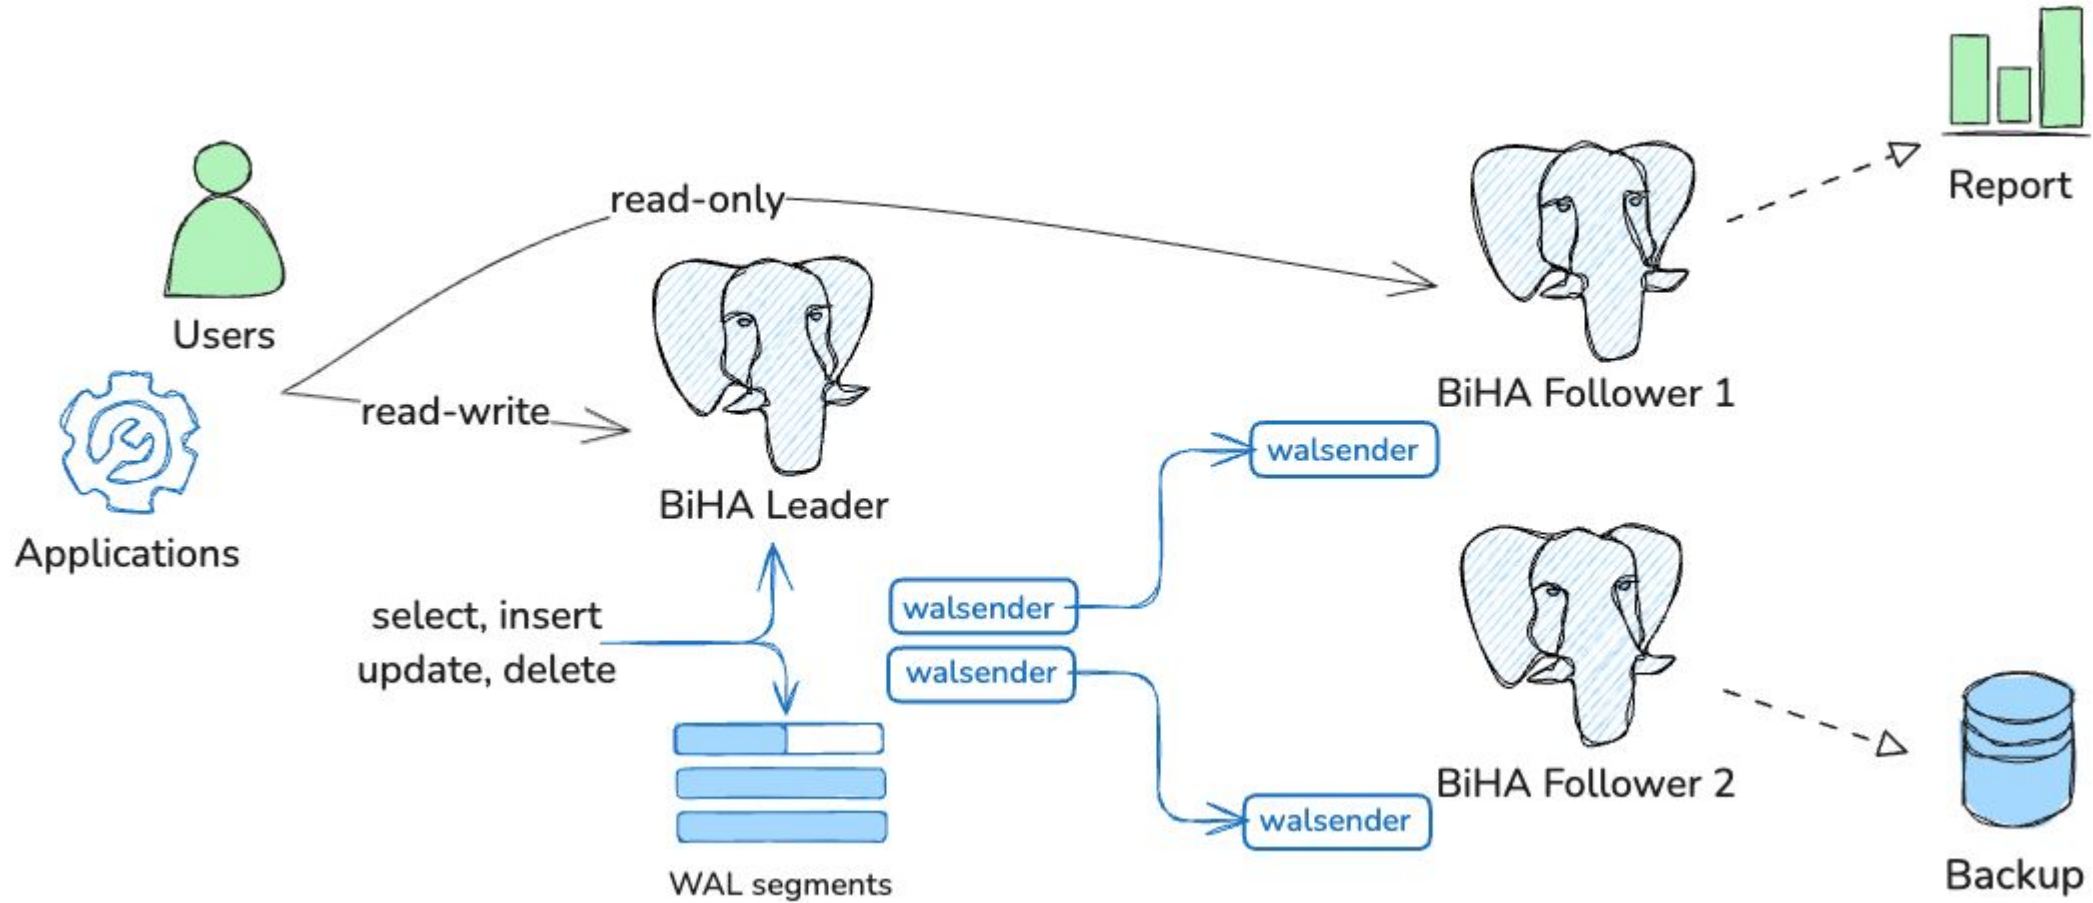 Report
read-only
Users
read-write
BiHA Follower 1
walsender
BiHA Leader
Applications
select, insert
update, delete
walsender
walsender
BiHA Follower 2
walsender
WAL segments
Backup